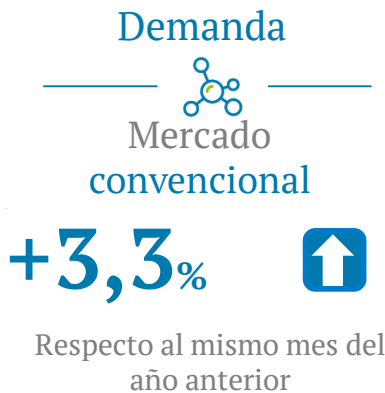 Demanda
Mercado
convencional
+3,3%
Respecto al mismo mes del
año anterior